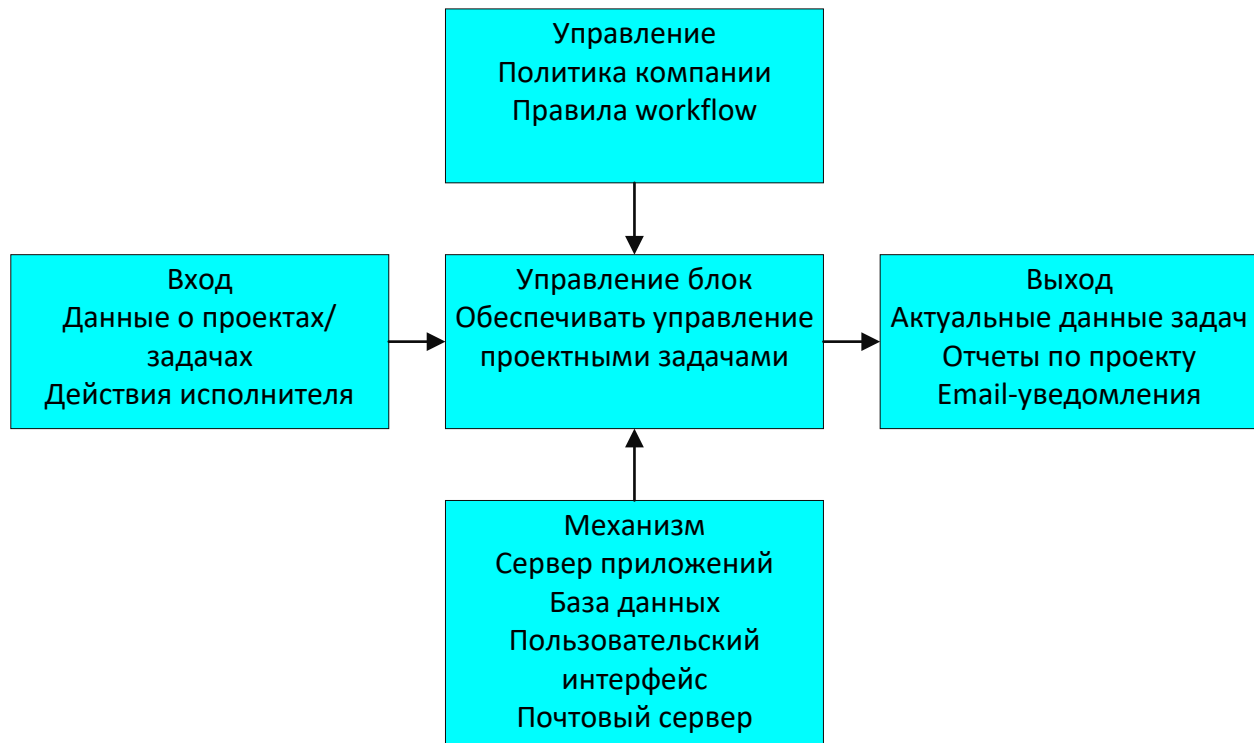 Управление
Политика компании
Правила workflow
Вход
Данные о проектах/
задачах
Действия исполнителя
Управление блок
Обеспечивать управление
проектными задачами
Выход
Актуальные данные задач
Отчеты по проекту
Email-уведомления
Механизм
Сервер приложений
База данных
Пользовательский
интерфейс
Почтовый сервер